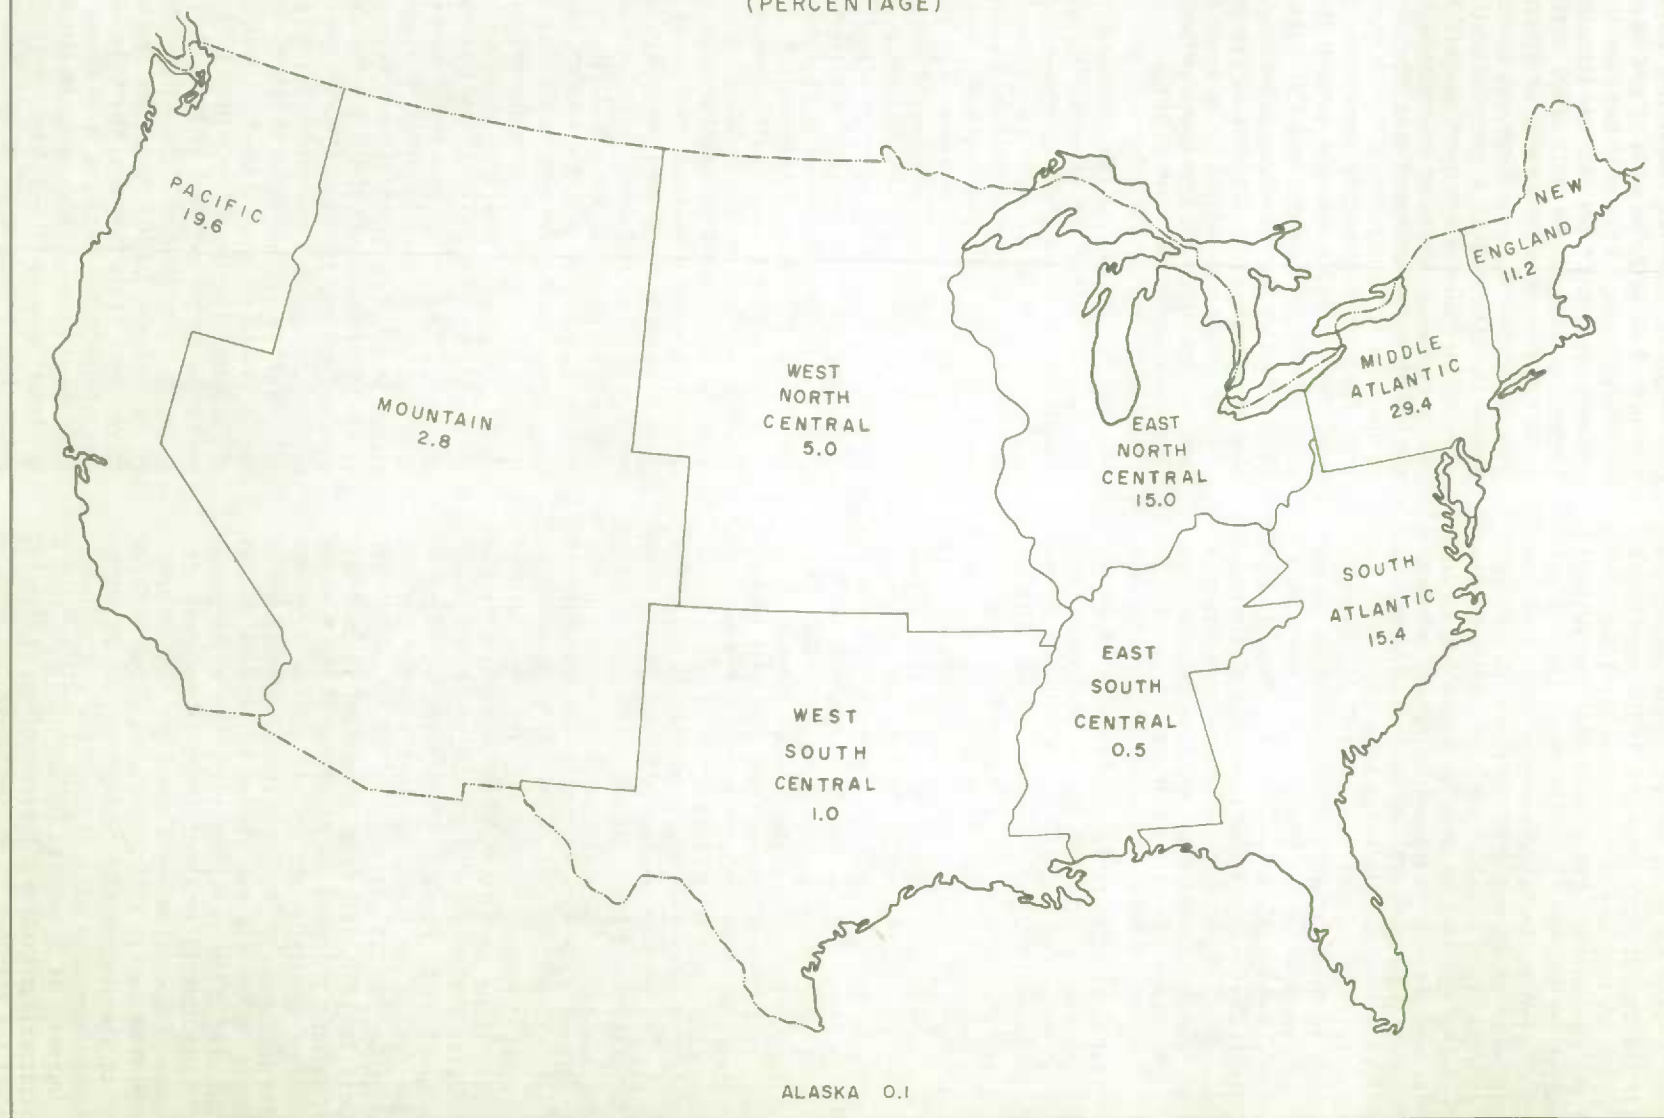 (PERCENTAGE)
PACIFIC
19.6
MOUNTAIN
2.8
WEST
NORTH
CENTRAL
5.0
EAST
NORTH
CENTRAL
15.0
MIDDLE
ATLANTIC
29.4
NEW
ENGLAND
11.2
SOUTH
ATLANTIC
15.4
EAST
SOUTH
CENTRAL
0.5
WEST
SOUTH
CENTRAL
1.0
ALASKA 0.1